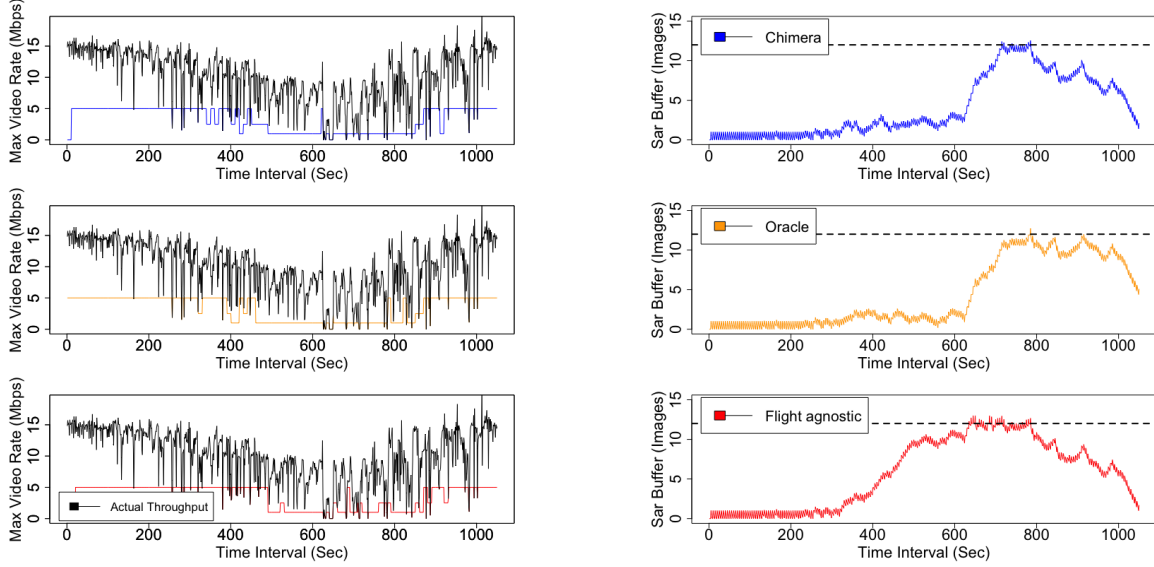 Max Video Rate (Mbps)
0 5 10 15
0 200 400 600 800 1000
Time Interval (Sec)
Sar Buffer (Images)
0 5 10 15
Chimera
0 200 400 600 800 1000
Time Interval (Sec)
Max Video Rate (Mbps)
0 5 10 15
0 200 400 600 800 1000
Time Interval (Sec)
Sar Buffer (Images)
0 5 10 15
Oracle
0 200 400 600 800 1000
Time Interval (Sec)
Max Video Rate (Mbps)
0 5 10 15
Actual Throughput
0 200 400 600 800 1000
Time Interval (Sec)
Sar Buffer (Images)
0 5 10 15
Flight agnostic
0 200 400 600 800 1000
Time Interval (Sec)